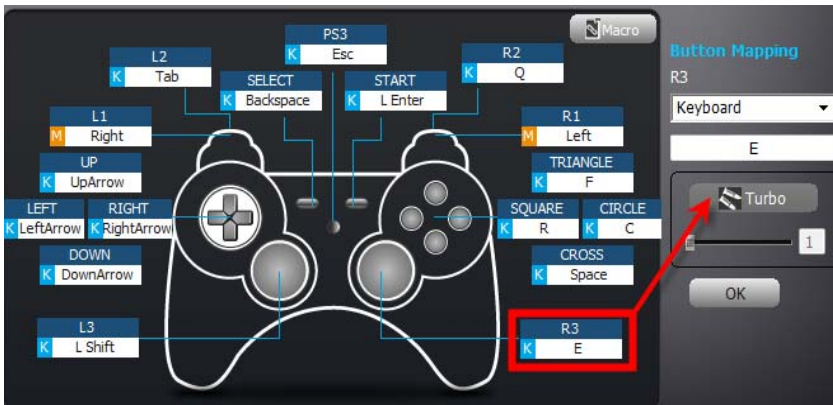 Macro
PS3
K Esc
L2
K Tab
R2
K Q
SELECT
K Backspace
START
K L Enter
L1
M Right
R1
M Left
UP
K UpArrow
TRIANGLE
K F
LEFT
K LeftArrow
RIGHT
K RightArrow
SQUARE
K R
CIRCLE
K C
DOWN
K DownArrow
CROSS
K Space
L3
K L Shift
R3
K E
Button Mapping
R3
Keyboard
E
Turbo
1
OK